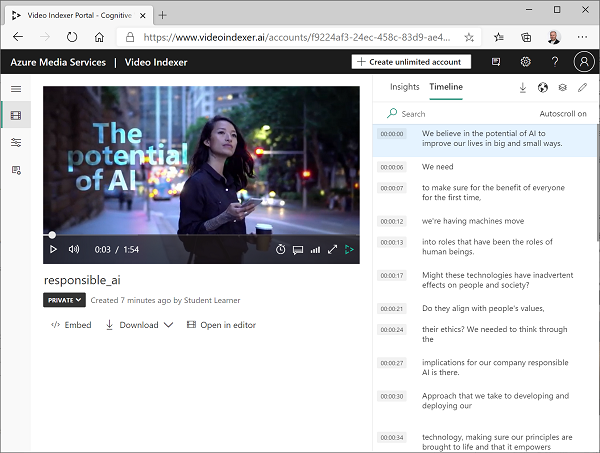 Video Indexer Portal - Cognitive
https://www.videoindexer.ai/accounts/f9224af3-24ec-458c-83d9-ae4...
Azure Media Services | Video Indexer
+ Create unlimited account
?
Insights
Timeline
Search
Autoscroll on
The
potential
of AI
0:03 / 1:54
responsible_ai
PRIVATE
Created 7 minutes ago by Student Learner
</> Embed
Download
Open in editor
00:00:00
We believe in the potential of AI to
improve our lives in big and small ways.
00:00:06
We need
00:00:07
to make sure for the benefit of everyone
for the first time,
00:00:12
we're having machines move
00:00:13
into roles that have been the roles of
human beings.
00:00:17
Might these technologies have inadvertent
effects on people and society?
00:00:21
Do they align with people's values,
00:00:24
their ethics? We needed to think through
the
00:00:27
implications for our company responsible
AI is there.
00:00:30
Approach that we take to developing and
deploying our
00:00:34
technology, making sure our principles are
brought to life and that it empowers